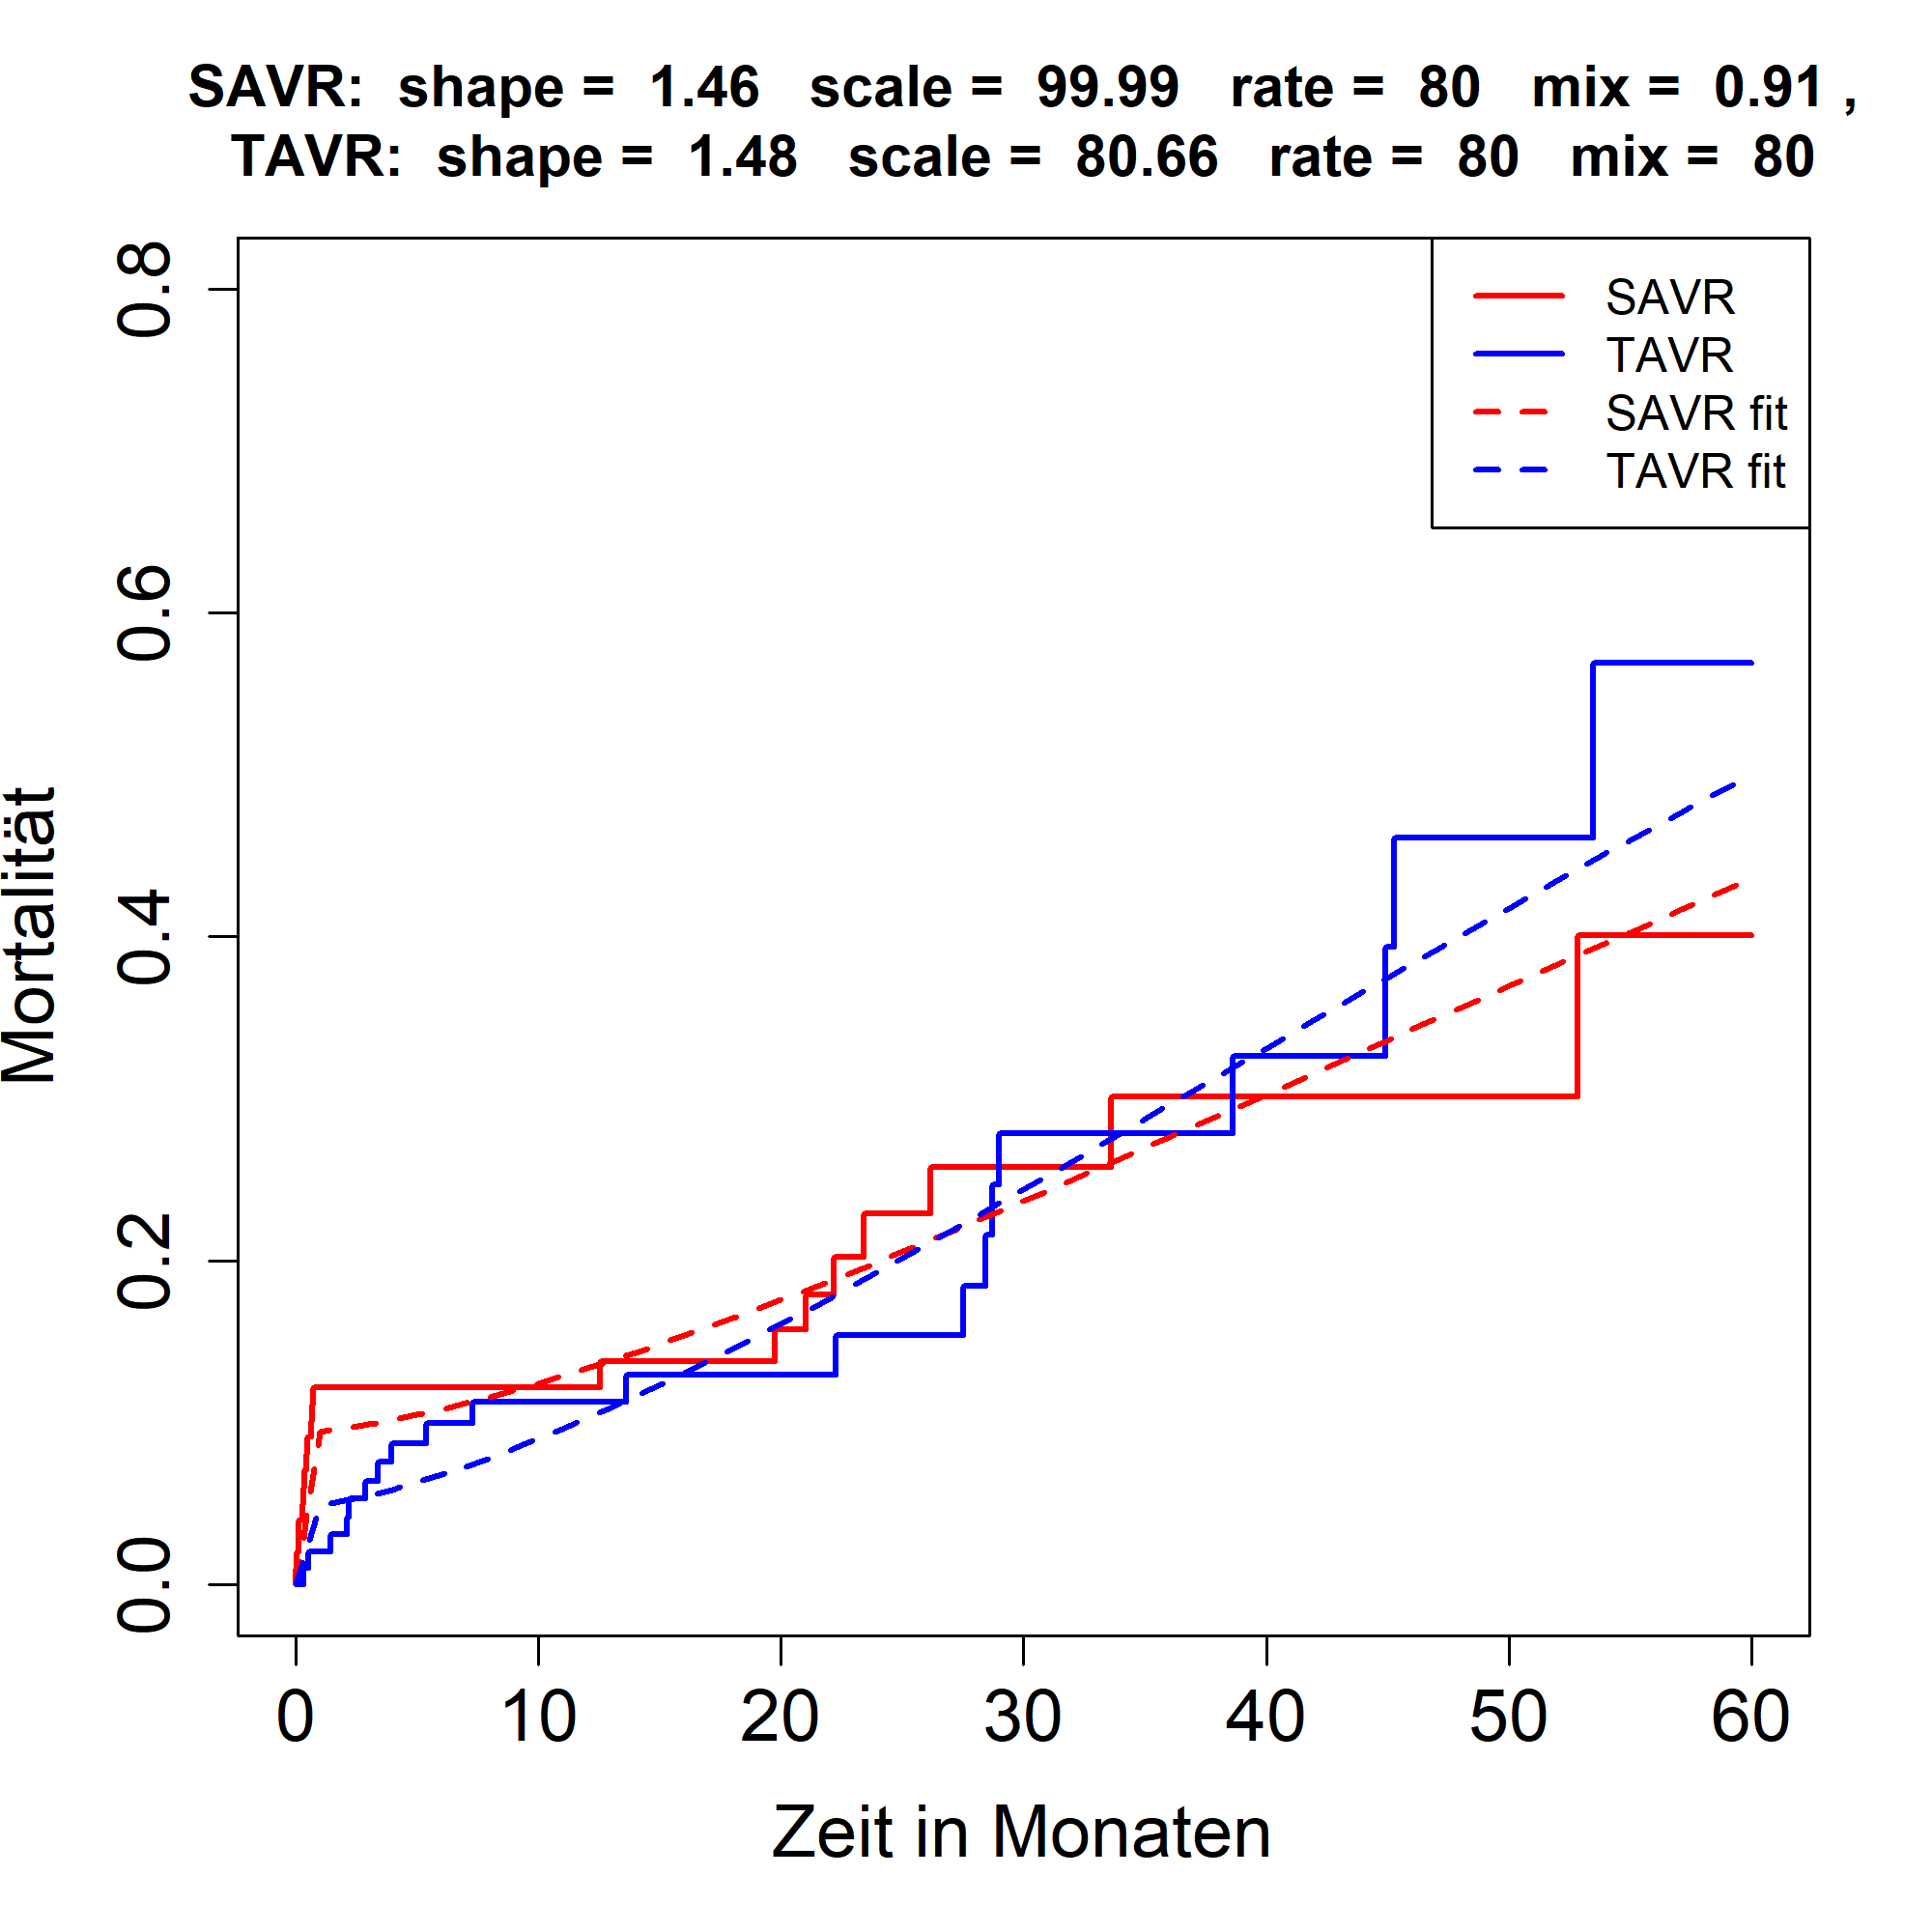 SAVR: shape = 1.46 scale = 99.99 rate = 80 mix = 0.91 ,
TAVR: shape = 1.48 scale = 80.66 rate = 80 mix = 80
SAVR
TAVR
SAVR fit
TAVR fit
Mortalität
0.8
0.6
0.4
0.2
0.0
0 10 20 30 40 50 60
Zeit in Monaten